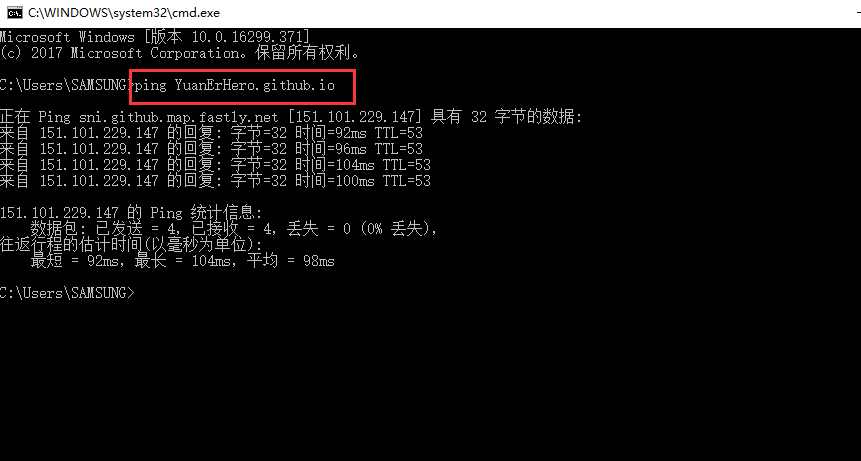 C:\WINDOWS\system32\cmd.exe
Microsoft Windows [版本 10.0.16299.371]
(c) 2017 Microsoft Corporation。保留所有权利。
C:\Users\SAMSUNG>ping YuanErHero.github.io
正在 Ping sni.github.map.fastly.net [151.101.229.147] 具有 32 字节的数据:
来自 151.101.229.147 的回复: 字节=32 时间=92ms TTL=53
来自 151.101.229.147 的回复: 字节=32 时间=96ms TTL=53
来自 151.101.229.147 的回复: 字节=32 时间=104ms TTL=53
来自 151.101.229.147 的回复: 字节=32 时间=100ms TTL=53
151.101.229.147 的 Ping 统计信息:
数据包: 已发送 = 4，已接收 = 4，丢失 = 0 (0% 丢失)，
往返行程的估计时间(以毫秒为单位):
最短 = 92ms，最长 = 104ms，平均 = 98ms
C:\Users\SAMSUNG>